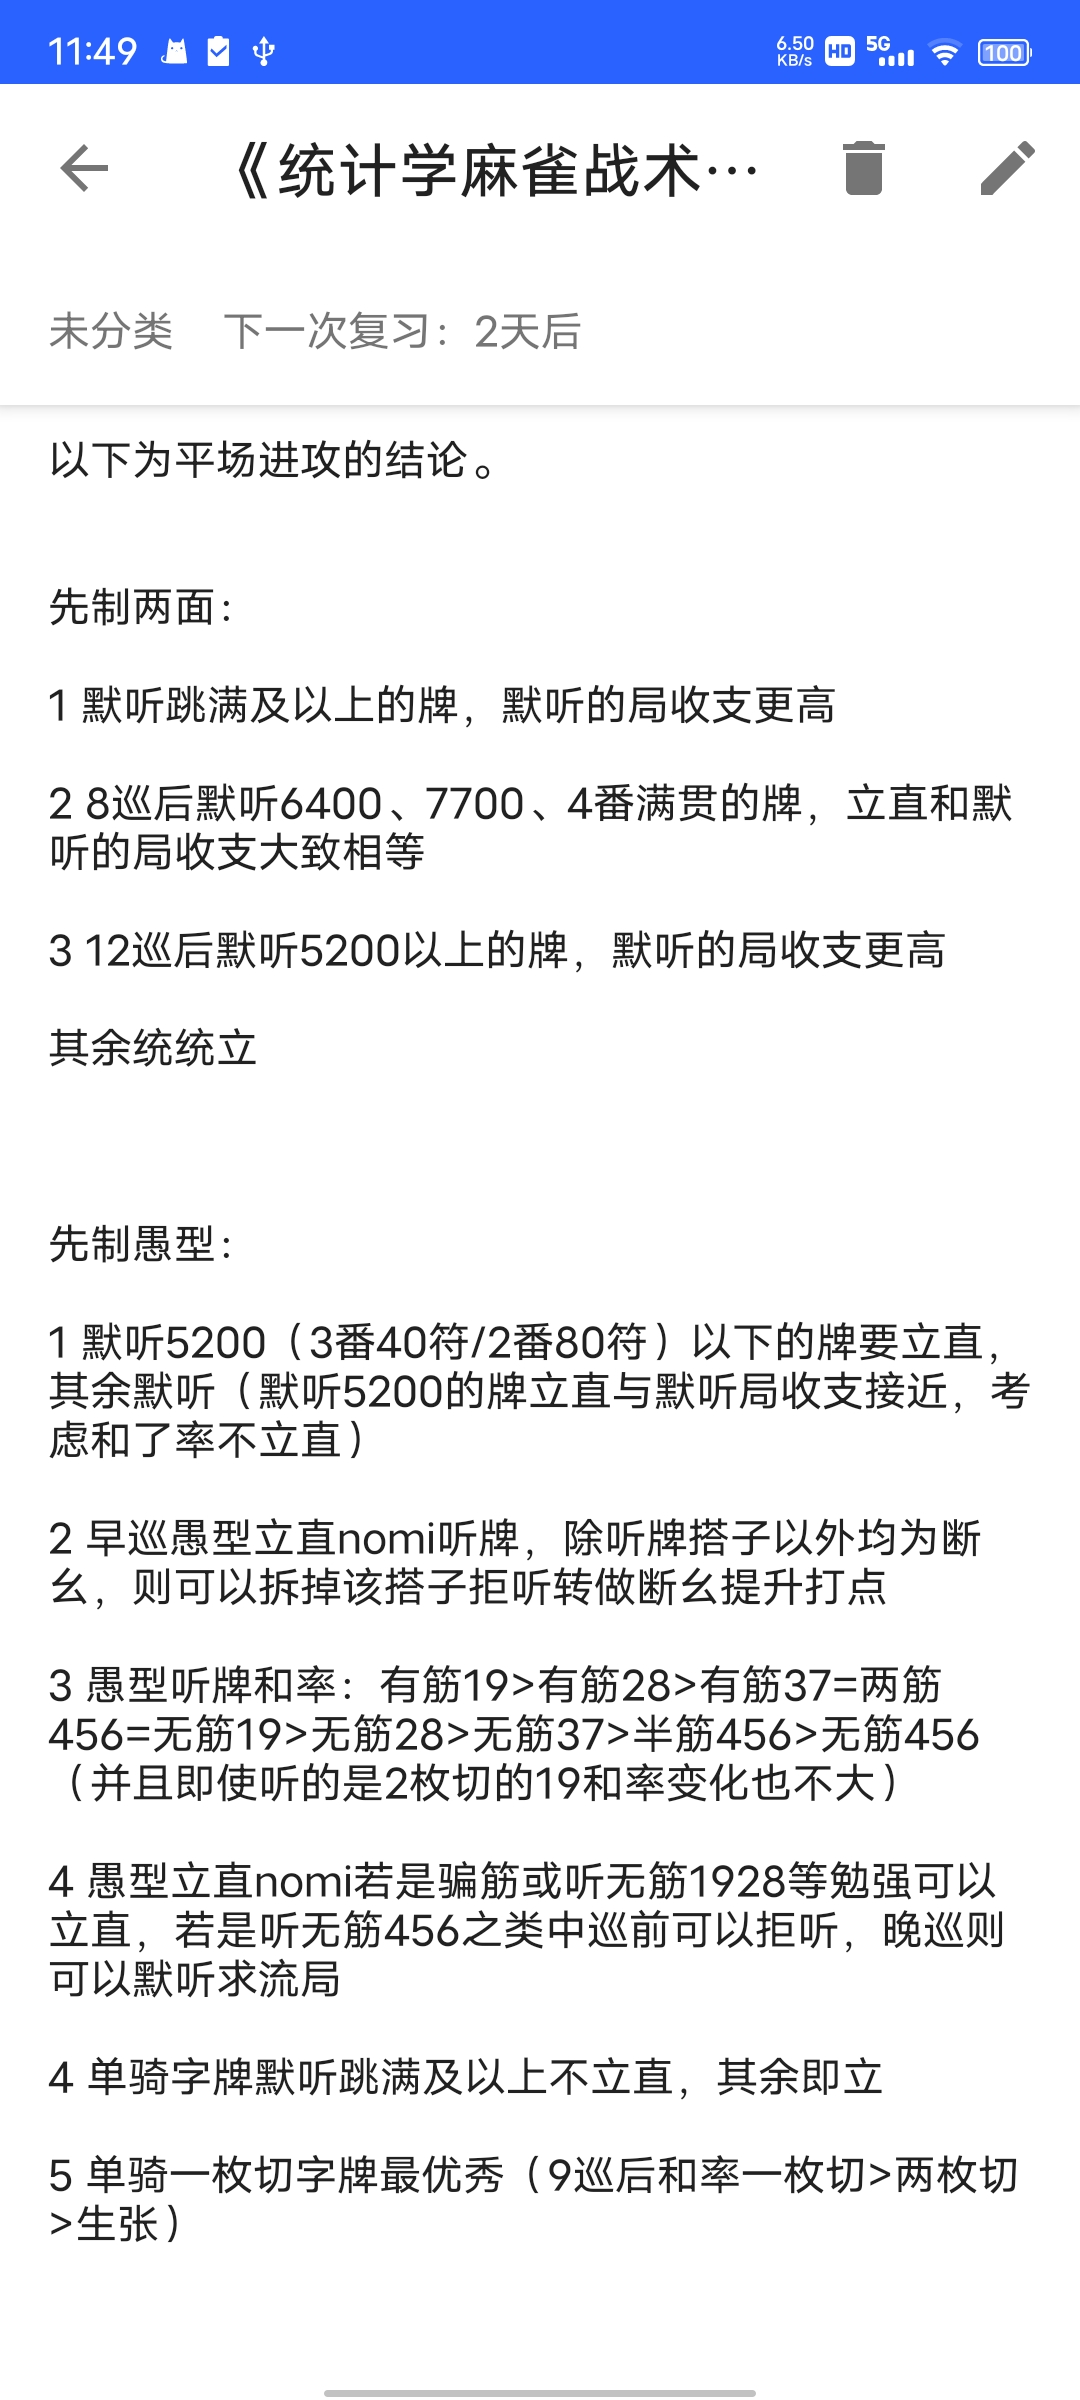 11:49
6.50
KB/s
HD
5G
100
《统计学麻雀战术…
未分类 下一次复习：2天后
以下为平场进攻的结论。
先制两面：
1 默听跳满及以上的牌，默听的局收支更高
2 8巡后默听6400、7700、4番满贯的牌，立直和默
听的局收支大致相等
3 12巡后默听5200以上的牌，默听的局收支更高
其余统统立
先制愚型：
1 默听5200（3番40符/2番80符）以下的牌要立直，
其余默听（默听5200的牌立直与默听局收支接近，考
虑和了率不立直）
2 早巡愚型立直nomi听牌，除听牌搭子以外均为断
幺，则可以拆掉该搭子拒听转做断幺提升打点
3 愚型听牌和率：有筋19>有筋28>有筋37=两筋
456=无筋19>无筋28>无筋37>半筋456>无筋456
（并且即使听的是2枚切的19和率变化也不大）
4 愚型立直nomi若是骗筋或听无筋1928等勉强可以
立直，若是听无筋456之类中巡前可以拒听，晚巡则
可以默听求流局
4 单骑字牌默听跳满及以上不立直，其余即立
5 单骑一枚切字牌最优秀（9巡后和率一枚切>两枚切
>生张）